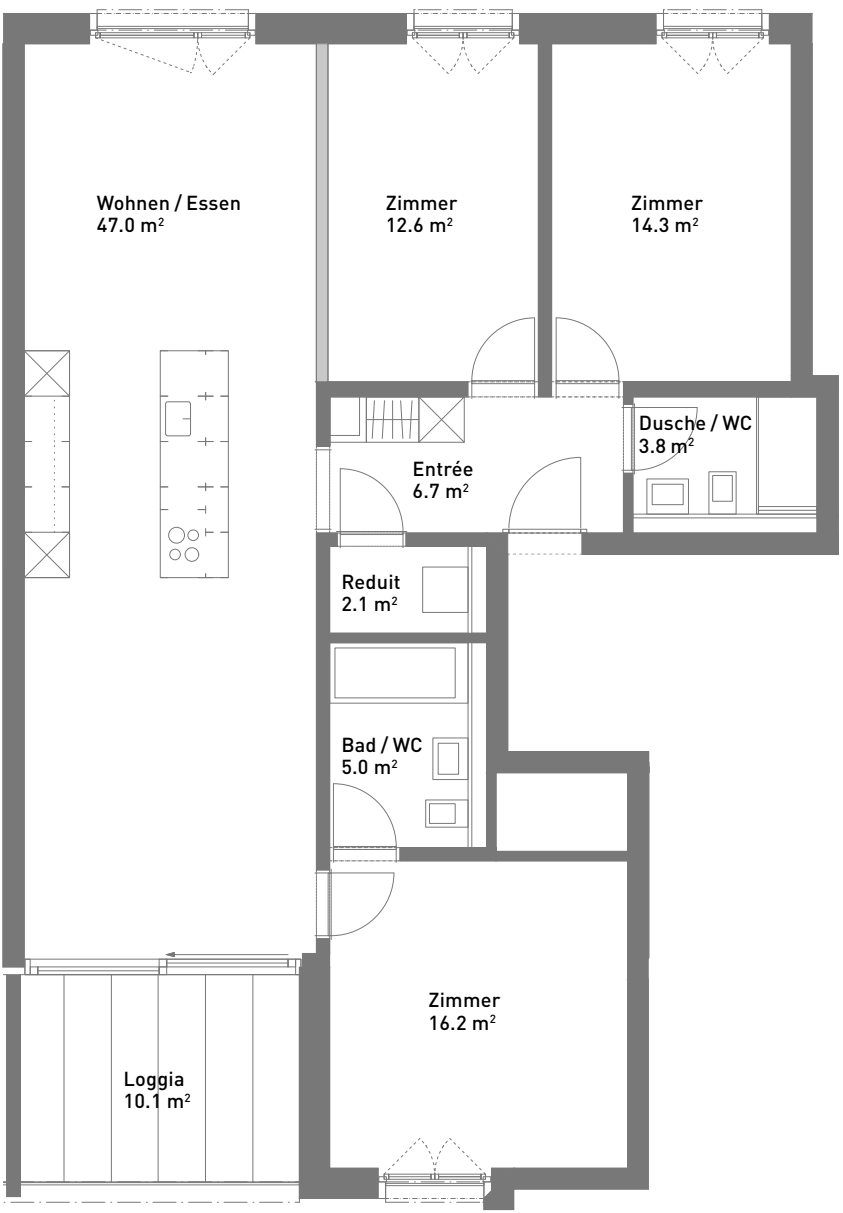 Wohnen / Essen
47.0 m²
Zimmer
12.6 m²
Zimmer
14.3 m²
Dusche / WC
3.8 m²
Entrée
6.7 m²
Reduit
2.1 m²
Bad / WC
5.0 m²
Zimmer
16.2 m²
Loggia
10.1 m²